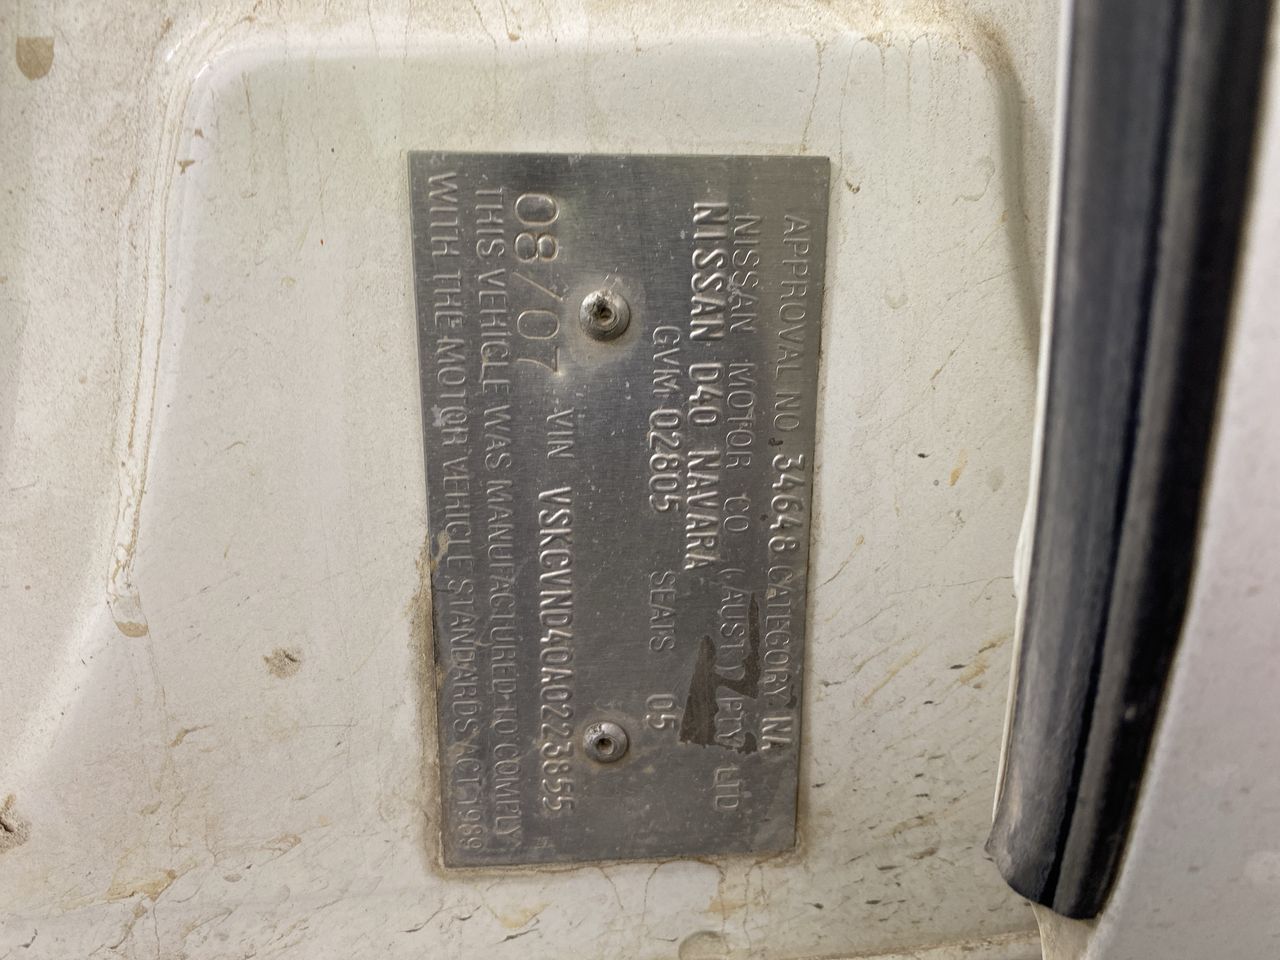 APPROVAL NO. 34648 CATEGORY NA
NISSAN MOTOR CO (AUST.) PTY LTD
NISSAN D40 NAVARA
GVM 02805 SEATS 05
08/07 VIN VSKCVND40A0223855
THIS VEHICLE WAS MANUFACTURED TO COMPLY
WITH THE MOTOR VEHICLE STANDARDS ACT 1989